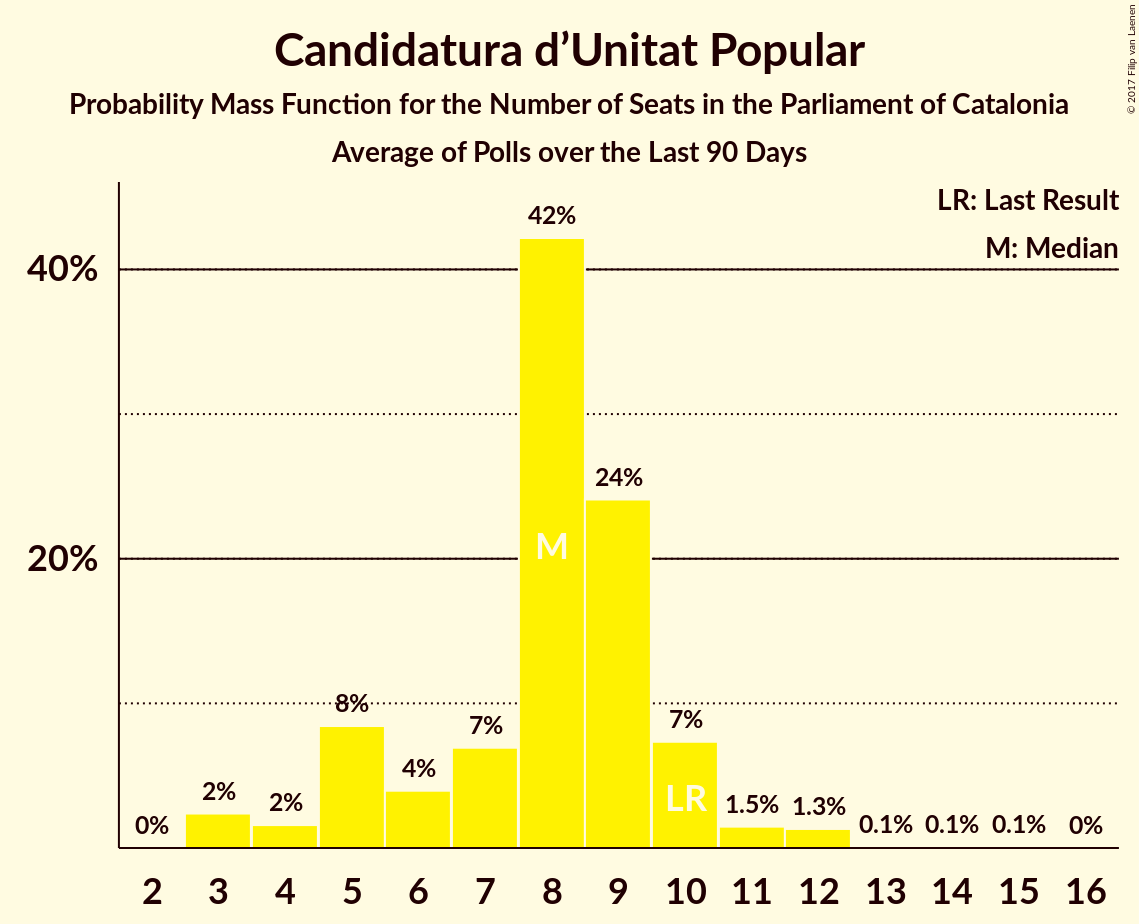 Candidatura d’Unitat Popular
Probability Mass Function for the Number of Seats in the Parliament of Catalonia
Average of Polls over the Last 90 Days
© 2017 Filip van Laenen
LR: Last Result
M: Median
40%
20%
0%
2%
2%
8%
4%
7%
42%
24%
7%
1.5%
1.3%
0.1%
0.1%
0.1%
0%
M
LR
2 3 4 5 6 7 8 9 10 11 12 13 14 15 16